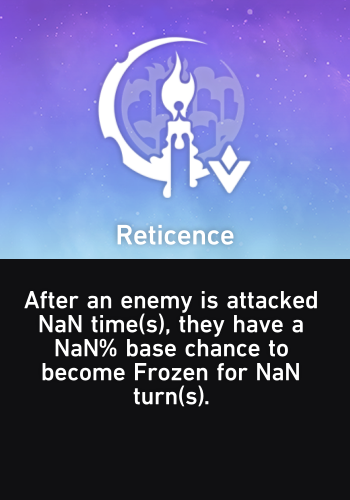 Reticence
After an enemy is attacked
NaN time(s), they have a
NaN% base chance to
become Frozen for NaN
turn(s).